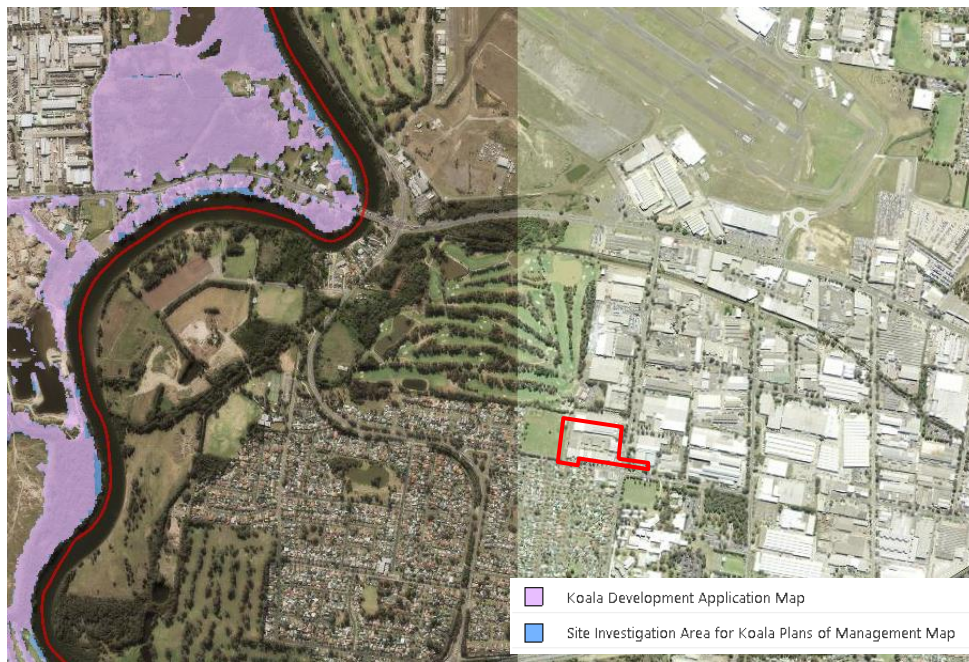 Koala Development Application Map
Site Investigation Area for Koala Plans of Management Map